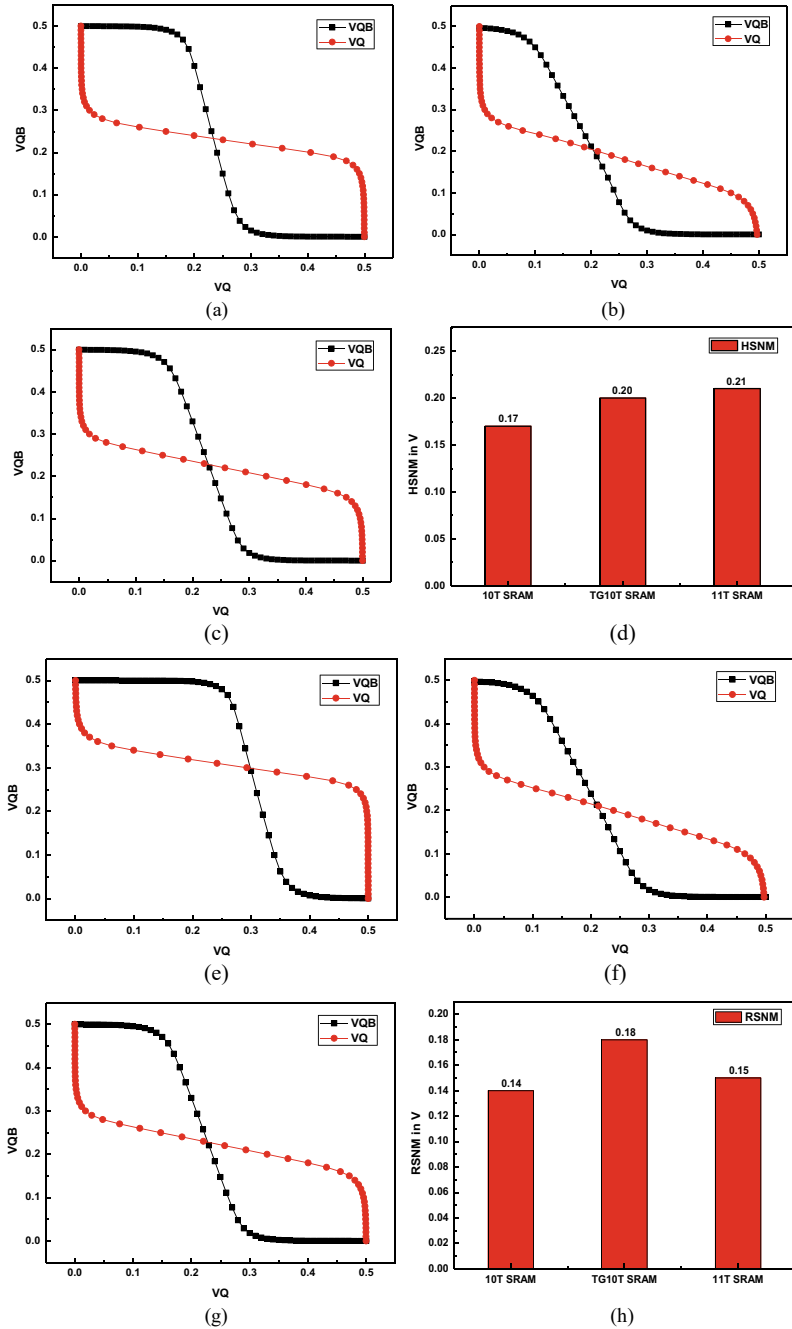 VQB
VQ
0.5
0.4
0.3
0.2
0.1
0.0
VQB
0.0 0.1 0.2 0.3 0.4 0.5
VQ
(a)
VQB
VQ
0.5
0.4
0.3
0.2
0.1
0.0
VQB
0.0 0.1 0.2 0.3 0.4 0.5
VQ
(b)
VQB
VQ
0.5
0.4
0.3
0.2
0.1
0.0
VQB
0.0 0.1 0.2 0.3 0.4 0.5
VQ
(c)
HSNM
0.25
0.20
0.15
0.10
0.05
0.00
HSNM in V
0.17 0.20 0.21
10T SRAM TG10T SRAM 11T SRAM
(d)
VQB
VQ
0.5
0.4
0.3
0.2
0.1
0.0
VQB
0.0 0.1 0.2 0.3 0.4 0.5
VQ
(e)
VQB
VQ
0.5
0.4
0.3
0.2
0.1
0.0
VQB
0.0 0.1 0.2 0.3 0.4 0.5
VQ
(f)
VQB
VQ
0.5
0.4
0.3
0.2
0.1
0.0
VQB
0.0 0.1 0.2 0.3 0.4 0.5
VQ
(g)
RSNM
0.20
0.18
0.16
0.14
0.12
0.10
0.08
0.06
0.04
0.02
0.00
RSNM in V
0.14 0.18 0.15
10T SRAM TG10T SRAM 11T SRAM
(h)